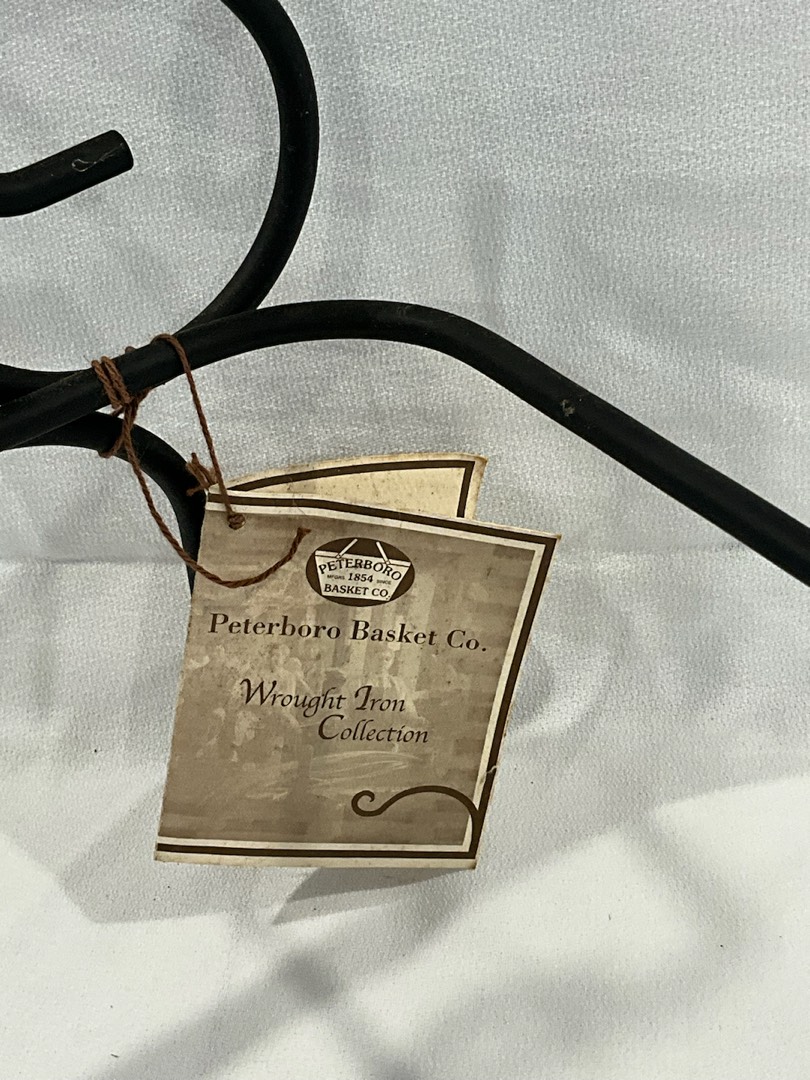 PETERBORO
MFGRS. 1854 SINCE
BASKET CO.
Peterboro Basket Co.
Wrought Iron
Collection